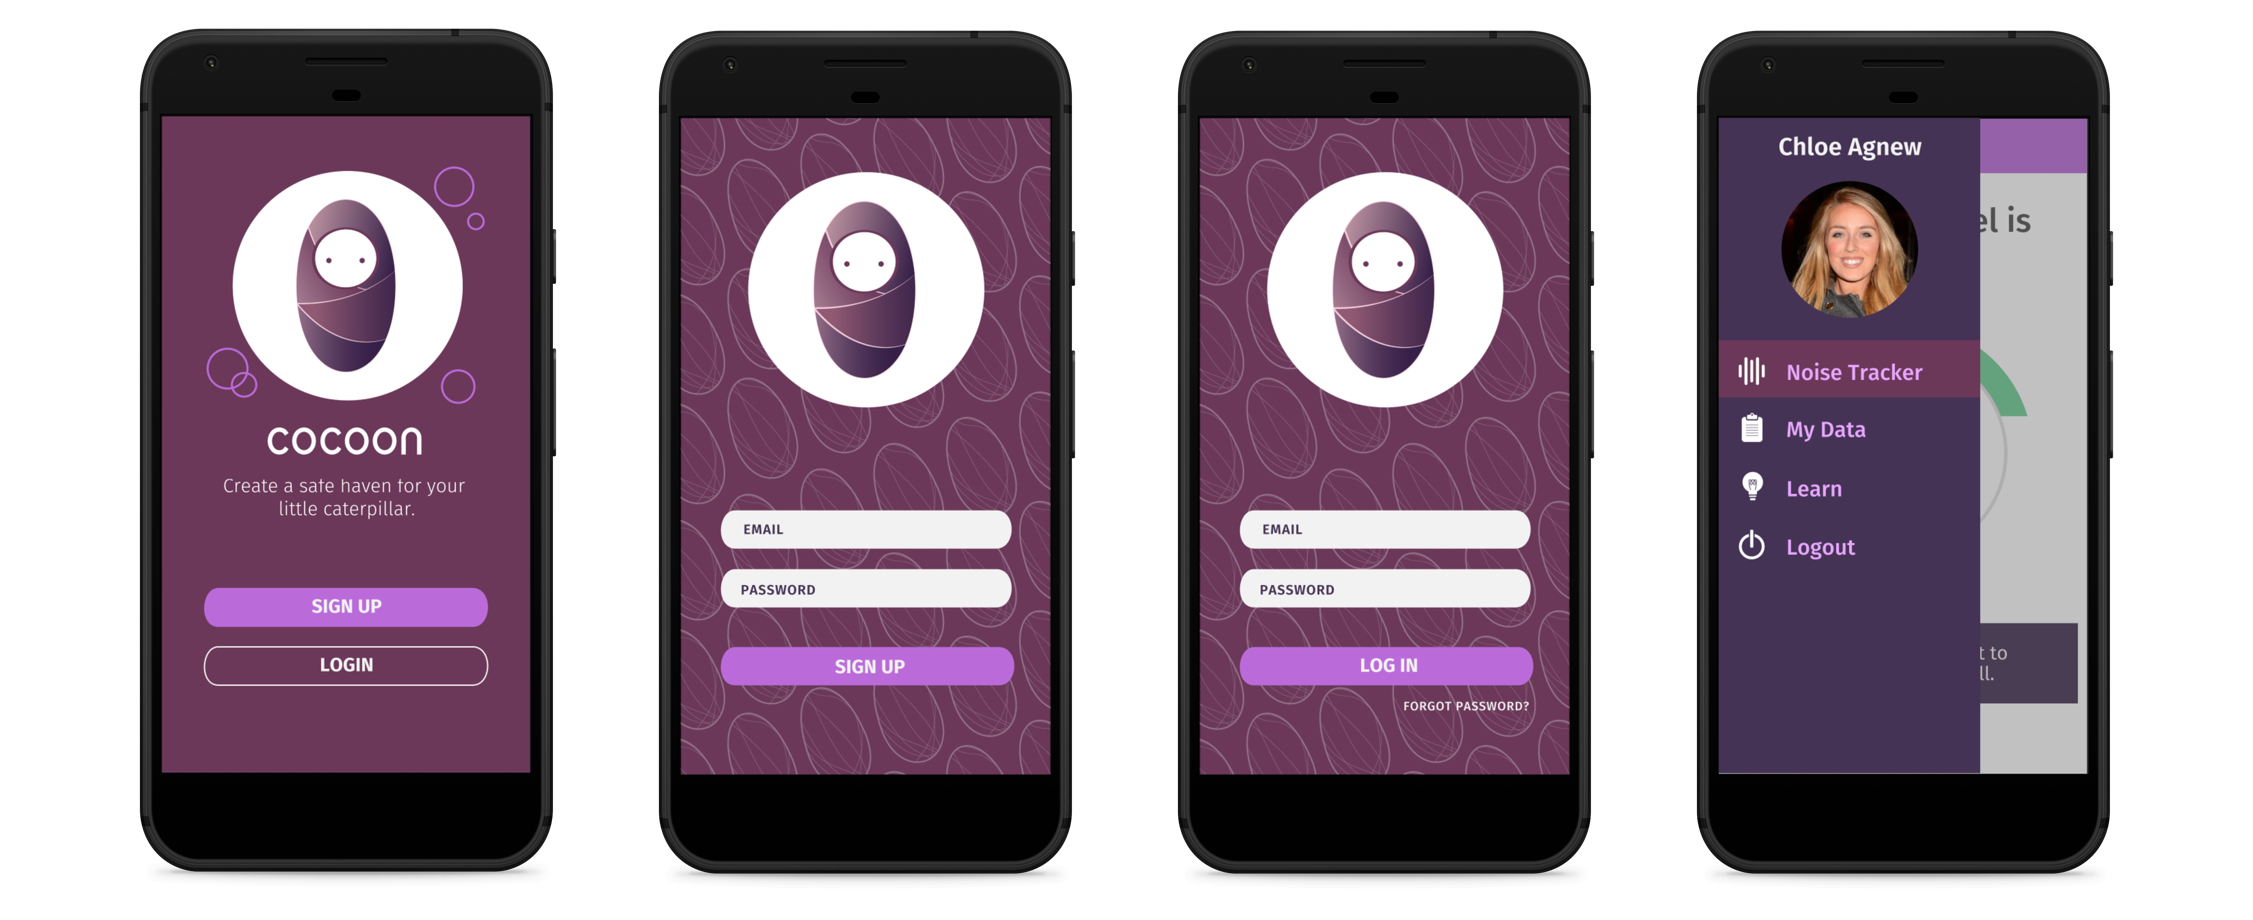 cocoon
Create a safe haven for your
little caterpillar.
SIGN UP
LOGIN
EMAIL
PASSWORD
SIGN UP
EMAIL
PASSWORD
LOG IN
FORGOT PASSWORD?
Chloe Agnew
el is
Noise Tracker
My Data
Learn
Logout
t to
ll.